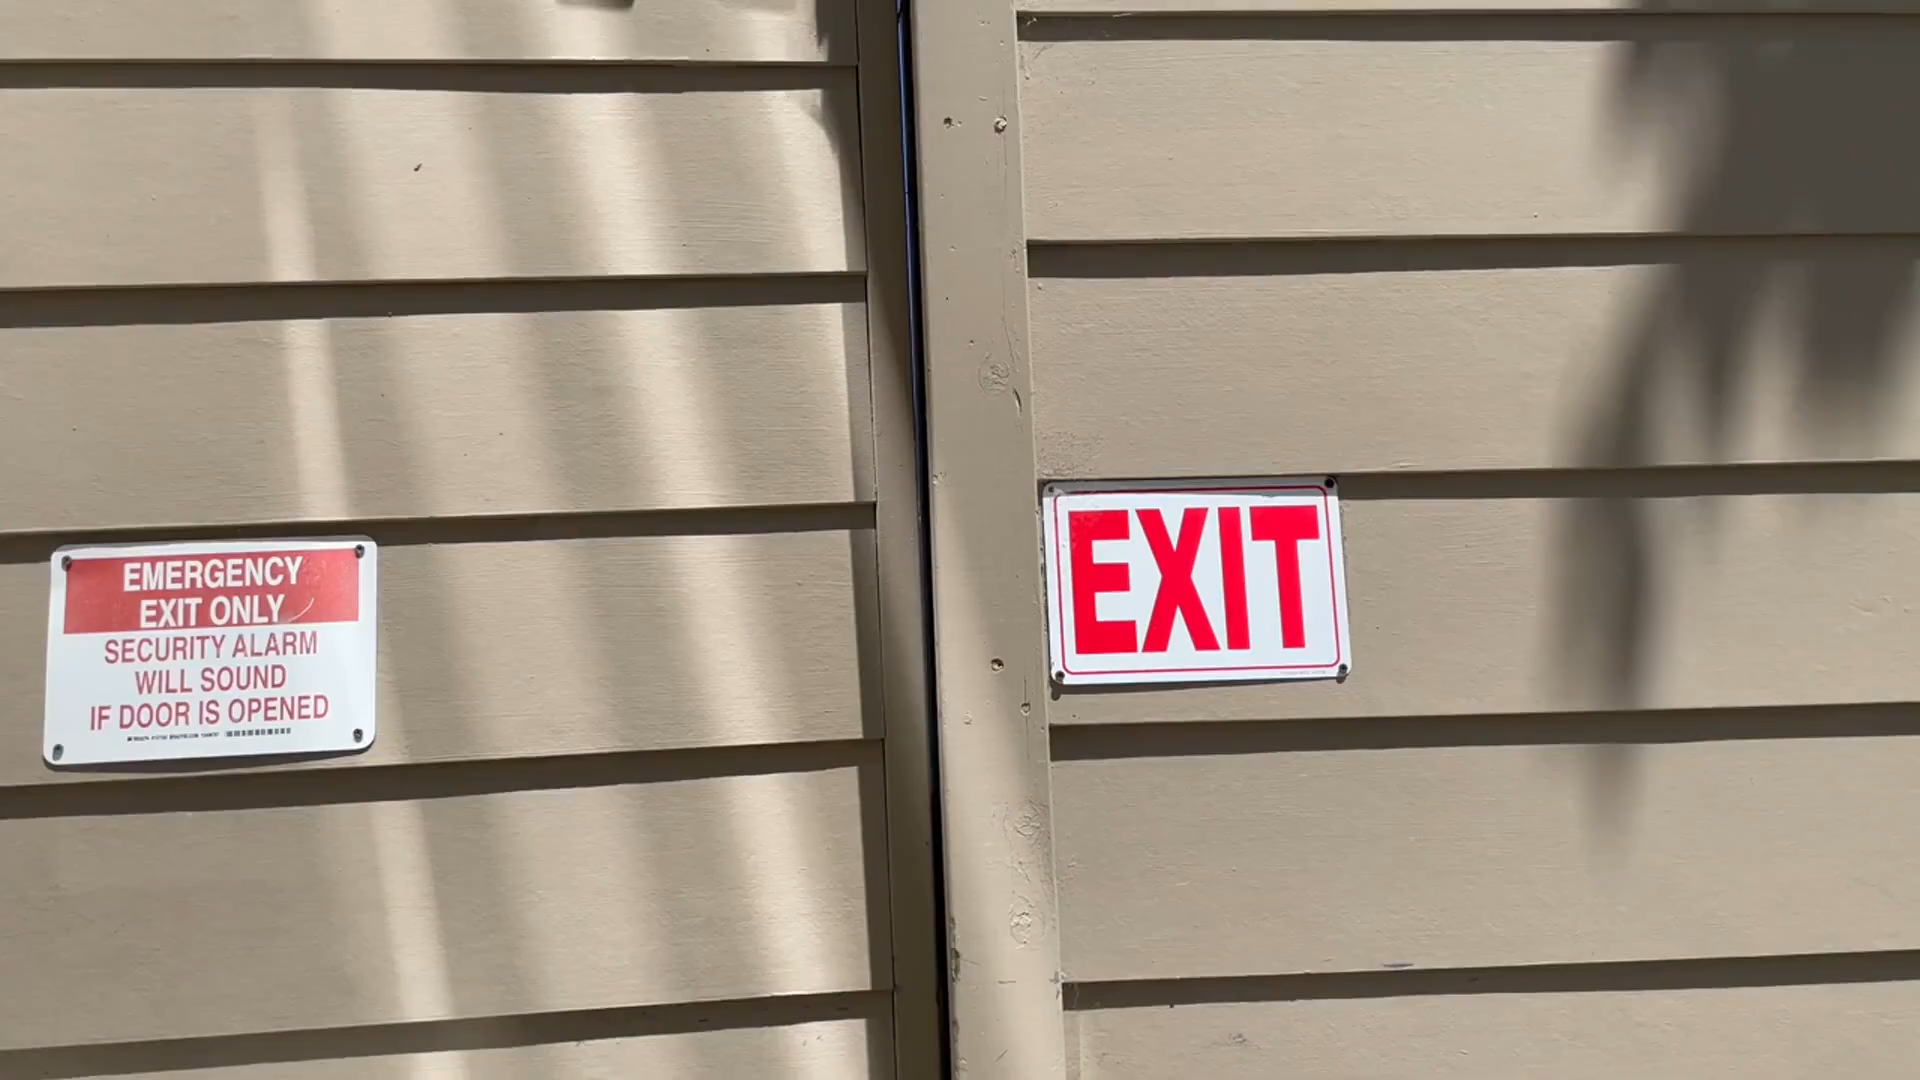 EMERGENCY
EXIT ONLY
SECURITY ALARM
WILL SOUND
IF DOOR IS OPENED
EXIT